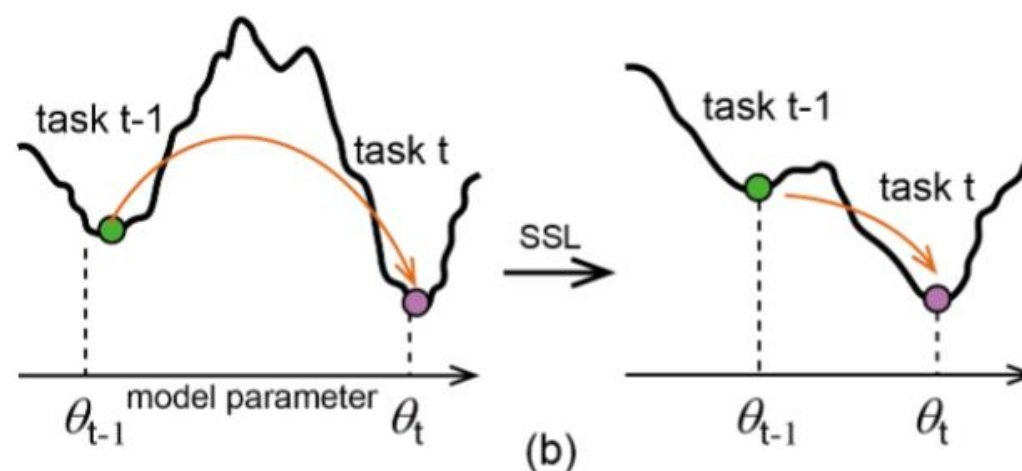 task t-1
task t
model parameter
θt-1
θt
SSL
task t-1
task t
θt-1
θt
(b)